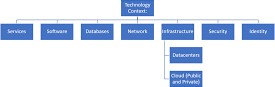 Technology
Context:
Services
Software
Databases
Network
Infrastructure
Security
Identity
Datacenters
Cloud (Public
and Private)